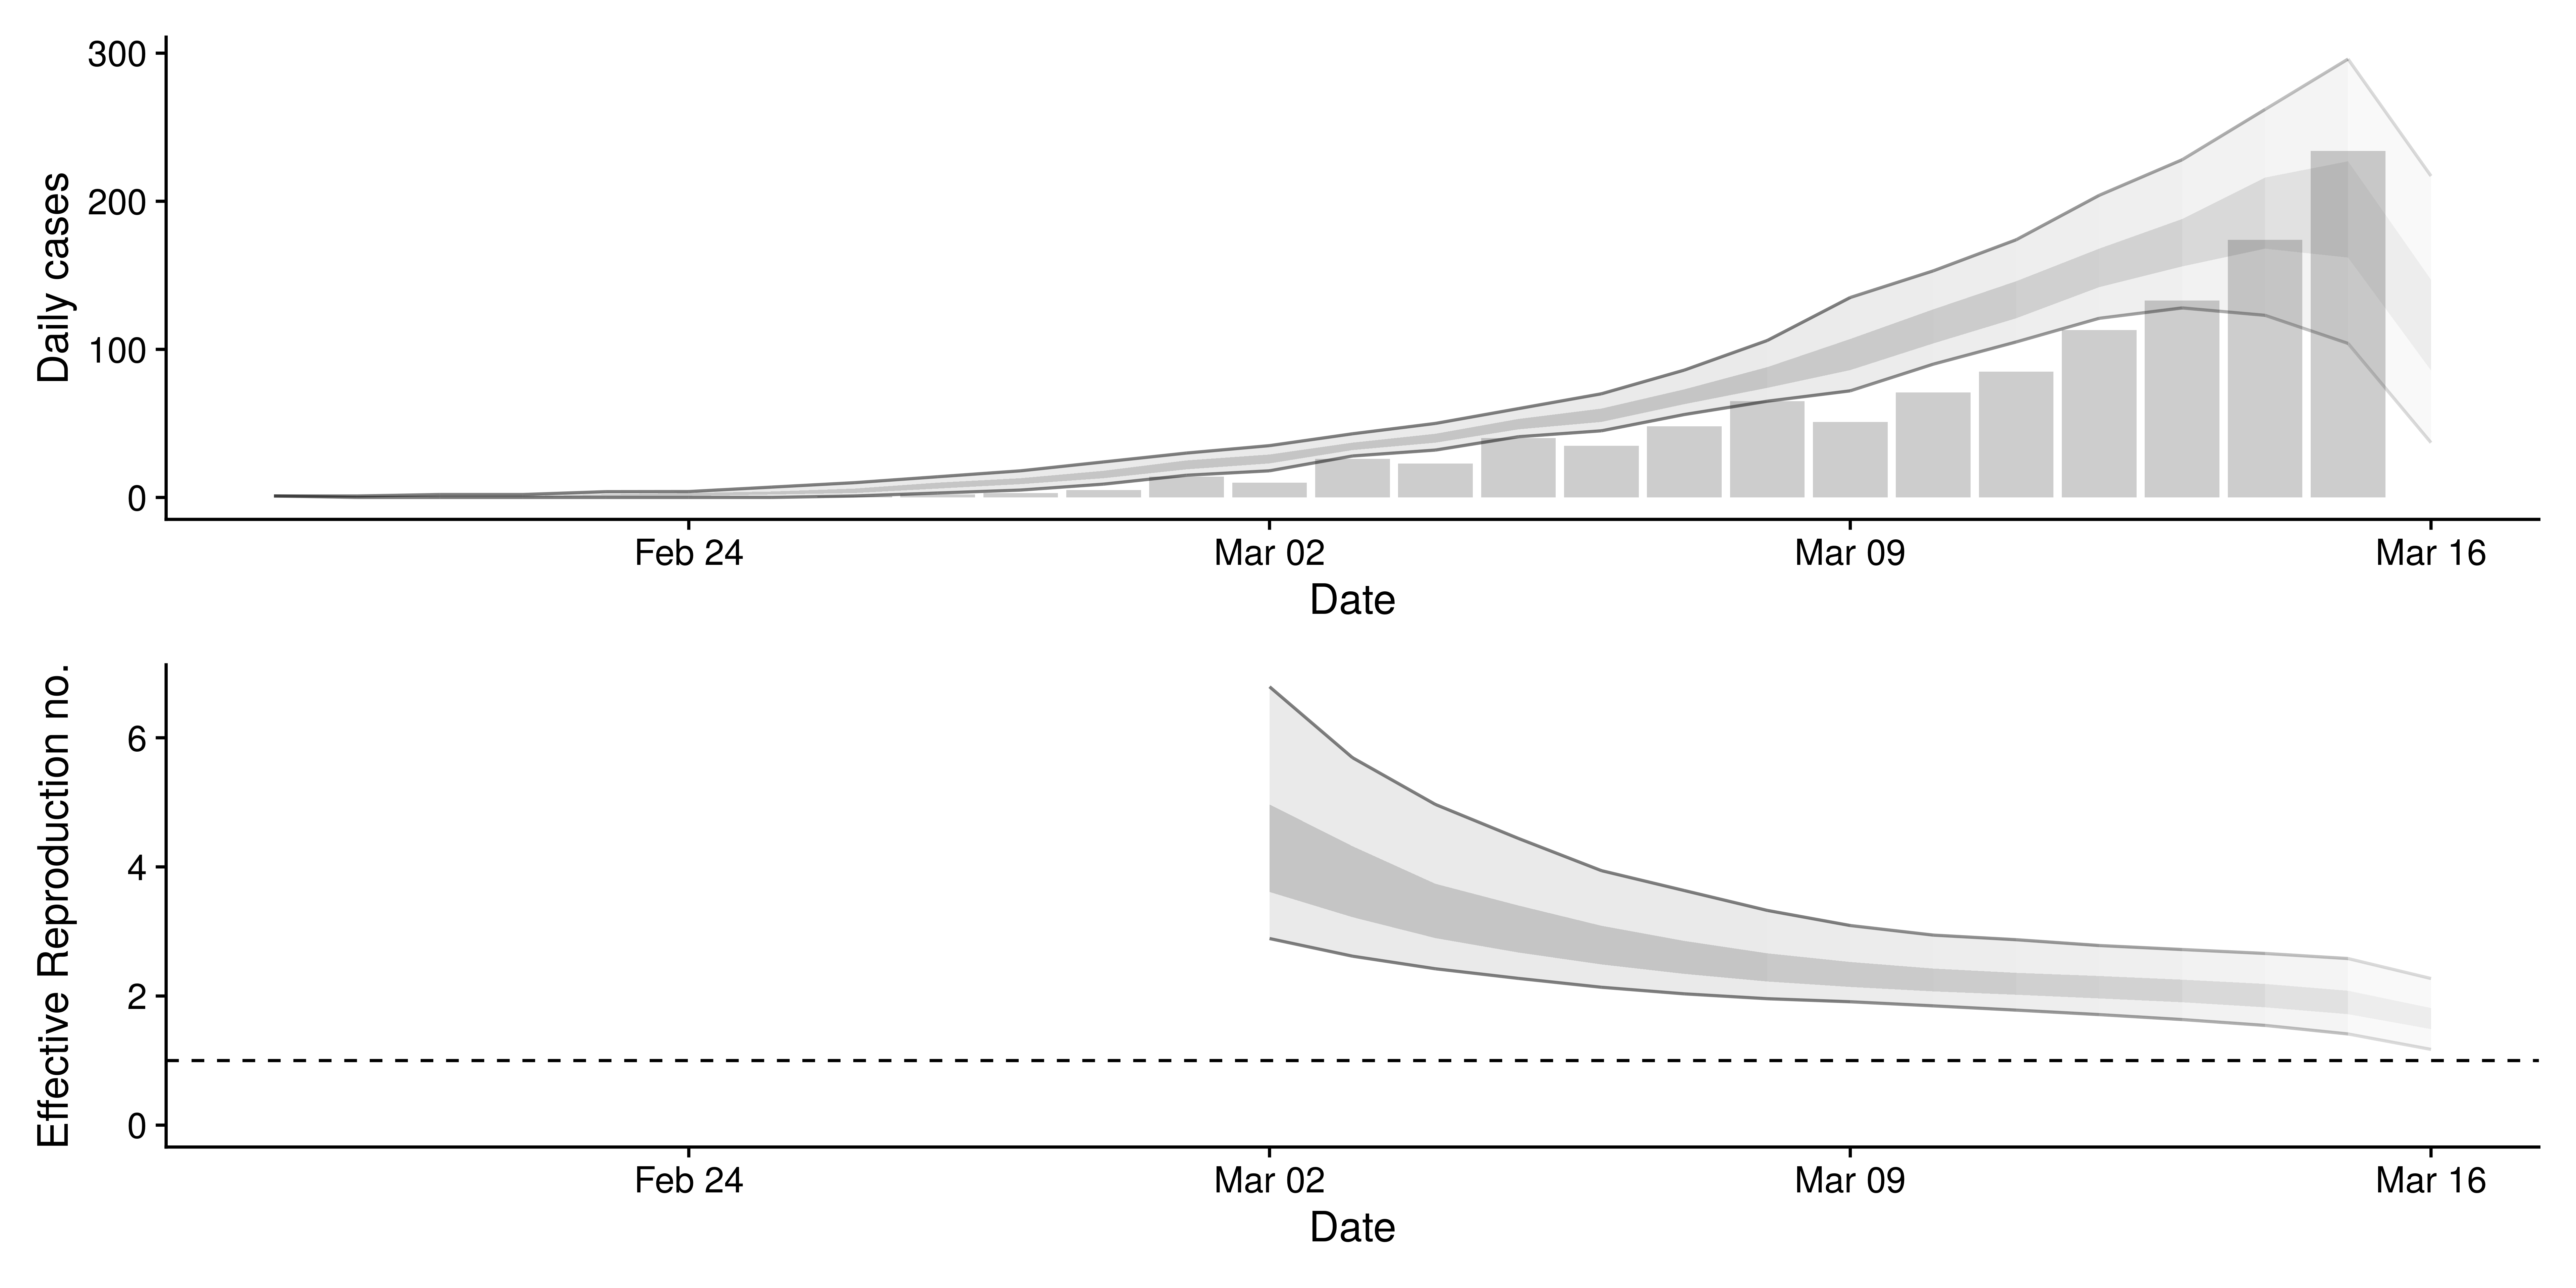 300
200
100
0
Daily cases
Feb 24 Mar 02 Mar 09 Mar 16
Date
6
4
2
0
Effective Reproduction no.
Feb 24 Mar 02 Mar 09 Mar 16
Date